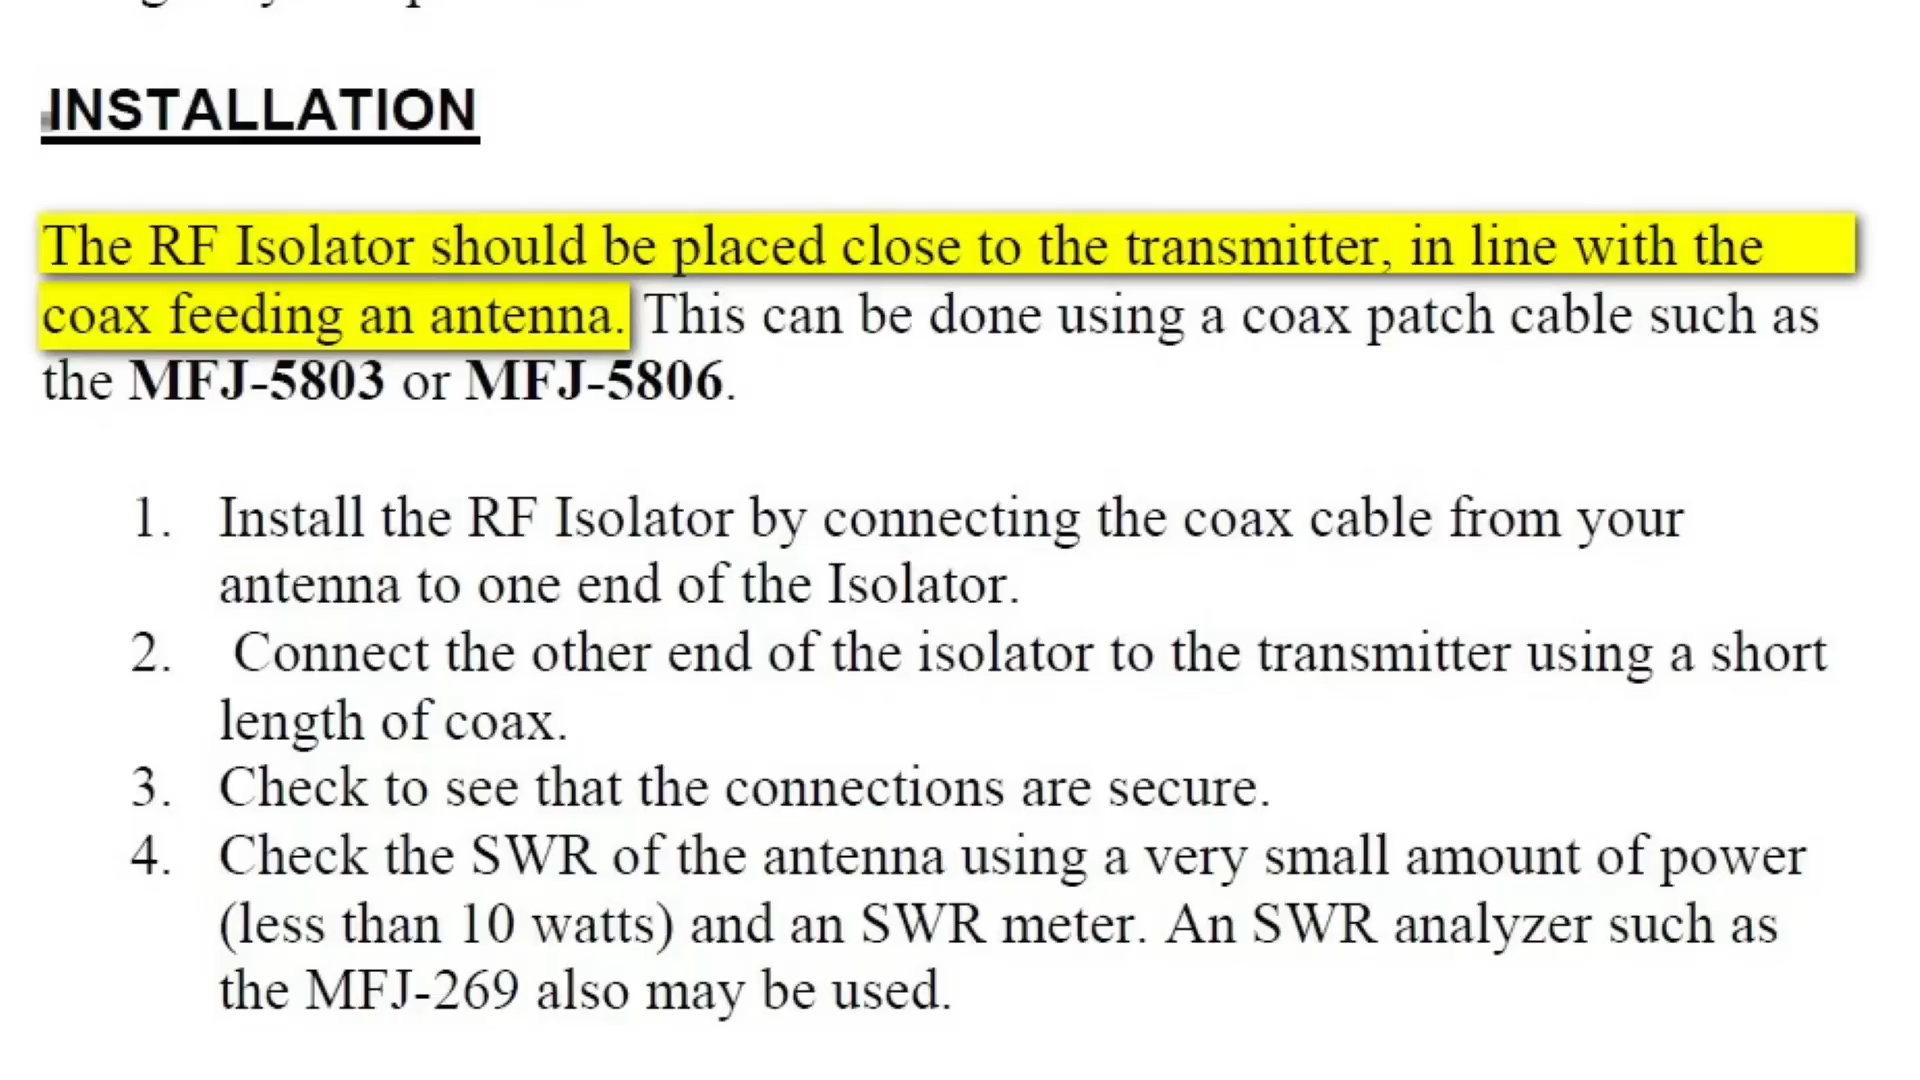 INSTALLATION
The RF Isolator should be placed close to the transmitter, in line with the
coax feeding an antenna. This can be done using a coax patch cable such as
the MFJ-5803 or MFJ-5806.
1. Install the RF Isolator by connecting the coax cable from your
antenna to one end of the Isolator.
2. Connect the other end of the isolator to the transmitter using a short
length of coax.
3. Check to see that the connections are secure.
4. Check the SWR of the antenna using a very small amount of power
(less than 10 watts) and an SWR meter. An SWR analyzer such as
the MFJ-269 also may be used.